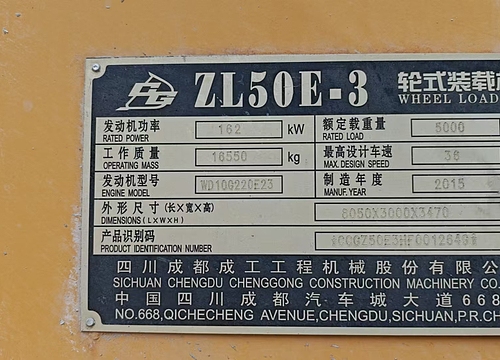 CG ZL50E-3 轮式装载
WHEEL LOAD
发动机功率 162 kW 额定载重量 5000
RATED POWER RATED LOAD
工作质量 16550 kg 最高设计车速 36
OPERATING MASS MAX. DESIGN SPEED
发动机型号 WD10G220E23 制造年度 2015
ENGINE MODEL MANUF. YEAR
外形尺寸(长×宽×高) 8050X3000X3470
DIMENSIONS (L×W×H)
产品识别码
PRODUCT IDENTIFICATION NUMBER
四川成都成工工程机械股份有限
SICHUAN CHENGDU CHENGGONG CONSTRUCTION MACHINERY CO.
中国四川成都汽车城大道668
NO.668,QICHECHENG AVENUE,CHENGDU,SICHUAN,P.R.CH